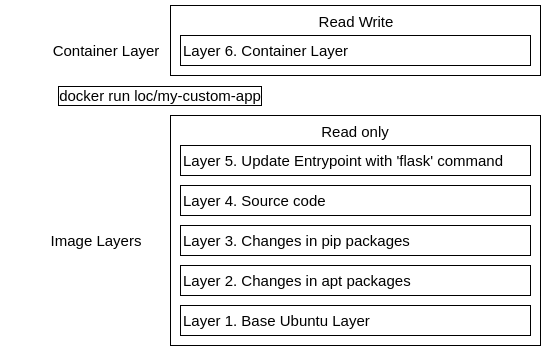 Read Write
Container Layer
Layer 6. Container Layer
docker run loc/my-custom-app
Read only
Layer 5. Update Entrypoint with 'flask' command
Layer 4. Source code
Image Layers
Layer 3. Changes in pip packages
Layer 2. Changes in apt packages
Layer 1. Base Ubuntu Layer